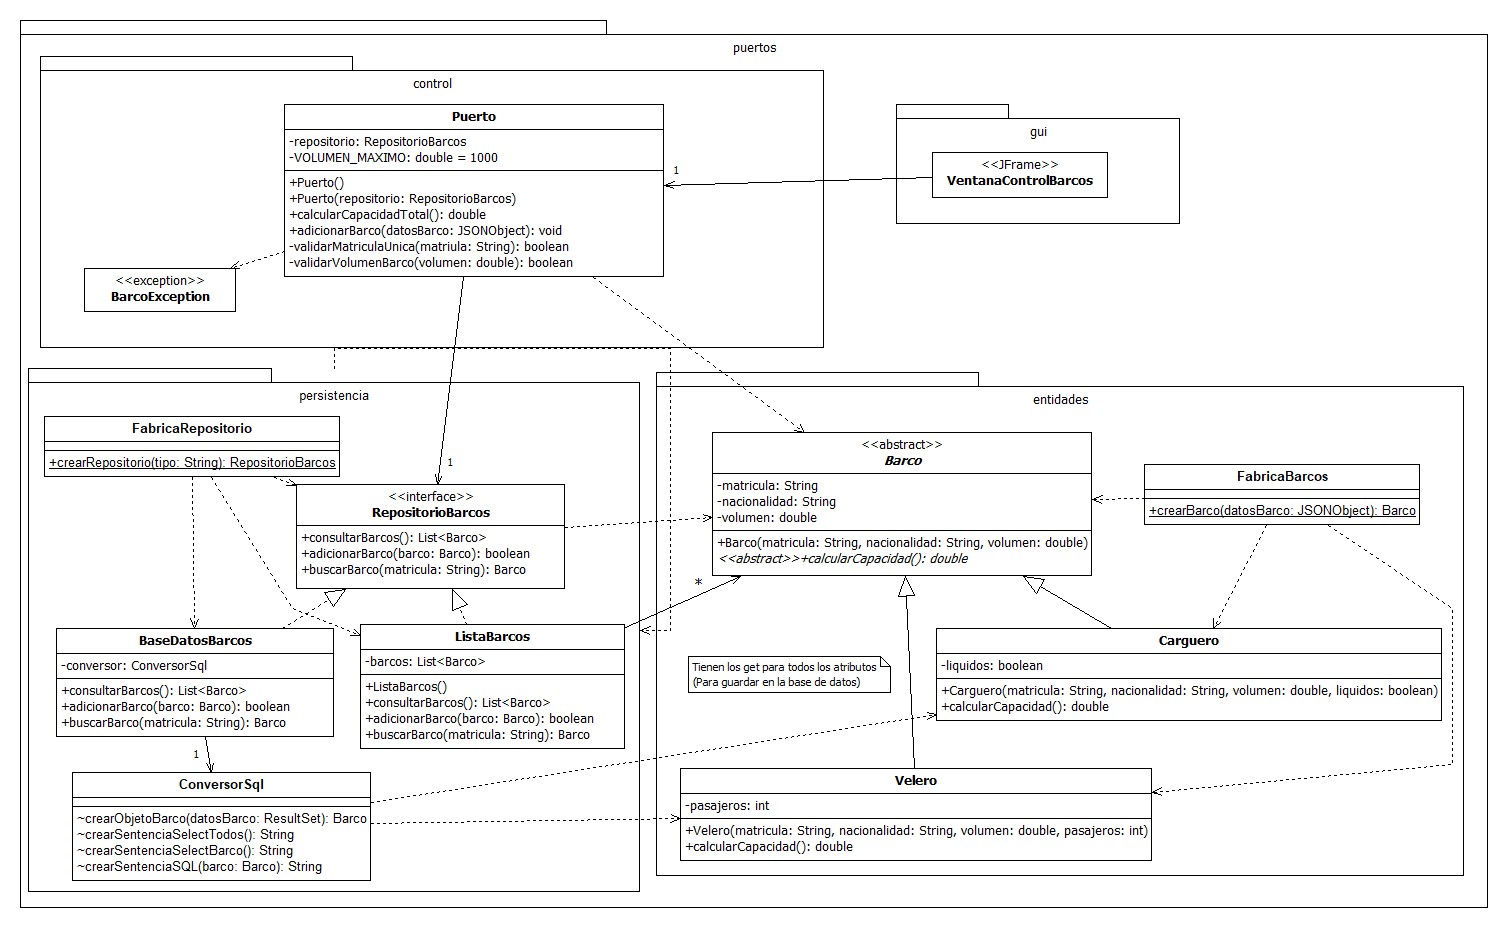 puertos
control
Puerto
-repositorio: RepositorioBarcos
-VOLUMEN_MAXIMO: double = 1000
+Puerto()
+Puerto(repositorio: RepositorioBarcos)
+calcularCapacidadTotal(): double
+adicionarBarco(datosBarco: JSONObject): void
-validarMatriculaUnica(matriula: String): boolean
-validarVolumenBarco(volumen: double): boolean
<<exception>>
BarcoException
gui
<<JFrame>>
VentanaControlBarcos
1
persistencia
FabricaRepositorio
+crearRepositorio(tipo: String): RepositorioBarcos
1
<<interface>>
RepositorioBarcos
+consultarBarcos(): List<Barco>
+adicionarBarco(barco: Barco): boolean
+buscarBarco(matricula: String): Barco
BaseDatosBarcos
-conversor: ConversorSql
+consultarBarcos(): List<Barco>
+adicionarBarco(barco: Barco): boolean
+buscarBarco(matricula: String): Barco
ListaBarcos
-barcos: List<Barco>
+ListaBarcos()
+consultarBarcos(): List<Barco>
+adicionarBarco(barco: Barco): boolean
+buscarBarco(matricula: String): Barco
1
ConversorSql
~crearObjetoBarco(datosBarco: ResultSet): Barco
~crearSentenciaSelectTodos(): String
~crearSentenciaSelectBarco(): String
~crearSentenciaSQL(barco: Barco): String
entidades
<<abstract>>
Barco
-matricula: String
-nacionalidad: String
-volumen: double
+Barco(matricula: String, nacionalidad: String, volumen: double)
<<abstract>>+calcularCapacidad(): double
*
FabricaBarcos
+crearBarco(datosBarco: JSONObject): Barco
Tienen los get para todos los atributos
(Para guardar en la base de datos)
Carguero
-liquidos: boolean
+Carguero(matricula: String, nacionalidad: String, volumen: double, liquidos: boolean)
+calcularCapacidad(): double
Velero
-pasajeros: int
+Velero(matricula: String, nacionalidad: String, volumen: double, pasajeros: int)
+calcularCapacidad(): double